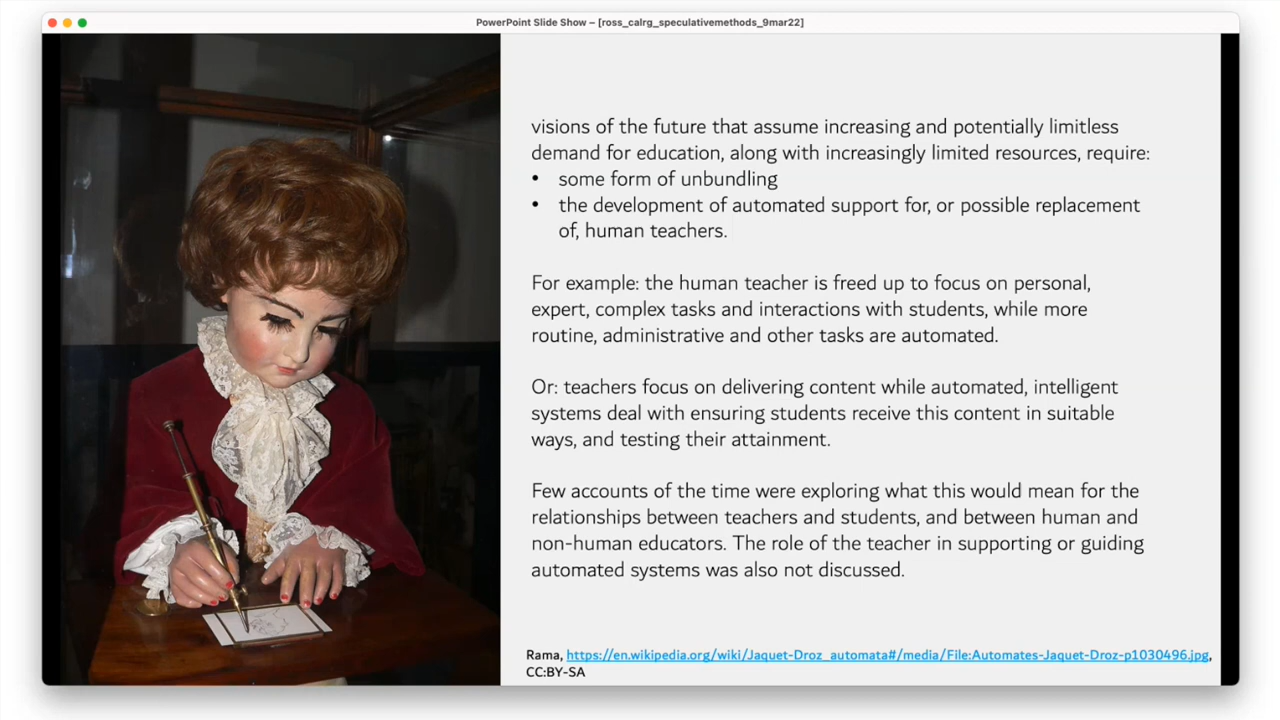 PowerPoint Slide Show – [ross_calrg_speculativemethods_9mar22]
visions of the future that assume increasing and potentially limitless
demand for education, along with increasingly limited resources, require:
• some form of unbundling
• the development of automated support for, or possible replacement
of, human teachers.
For example: the human teacher is freed up to focus on personal,
expert, complex tasks and interactions with students, while more
routine, administrative and other tasks are automated.
Or: teachers focus on delivering content while automated, intelligent
systems deal with ensuring students receive this content in suitable
ways, and testing their attainment.
Few accounts of the time were exploring what this would mean for the
relationships between teachers and students, and between human and
non-human educators. The role of the teacher in supporting or guiding
automated systems was also not discussed.
Rama, https://en.wikipedia.org/wiki/Jaquet-Droz_automata#/media/File:Automates-Jaquet-Droz-p1030496.jpg,
CC:BY-SA